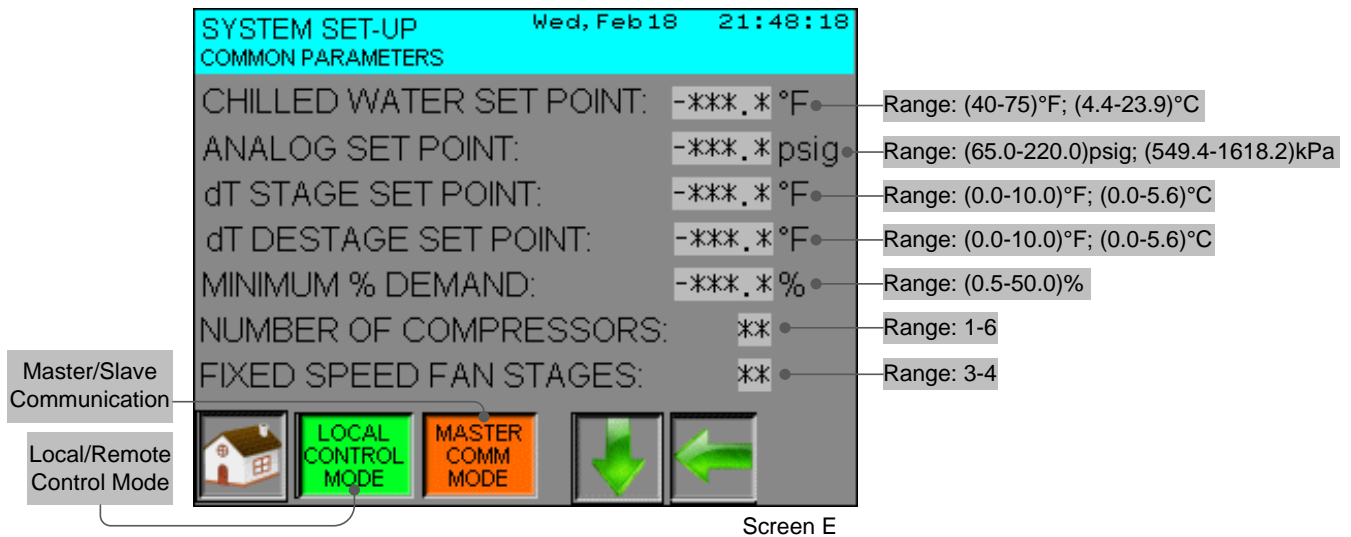 SYSTEM SET-UP
Wed, Feb 18 21:48:18
COMMON PARAMETERS
CHILLED WATER SET POINT: -***.* °F
Range: (40-75)°F; (4.4-23.9)°C
ANALOG SET POINT: -***.* psig
Range: (65.0-220.0)psig; (549.4-1618.2)kPa
dT STAGE SET POINT: -***.* °F
Range: (0.0-10.0)°F; (0.0-5.6)°C
dT DESTAGE SET POINT: -***.* °F
Range: (0.0-10.0)°F; (0.0-5.6)°C
MINIMUM % DEMAND: -***.* %
Range: (0.5-50.0)%
NUMBER OF COMPRESSORS: **
Range: 1-6
FIXED SPEED FAN STAGES: **
Range: 3-4
Master/Slave
Communication
Local/Remote
Control Mode
LOCAL
CONTROL
MODE
MASTER
COMM
MODE
Screen E